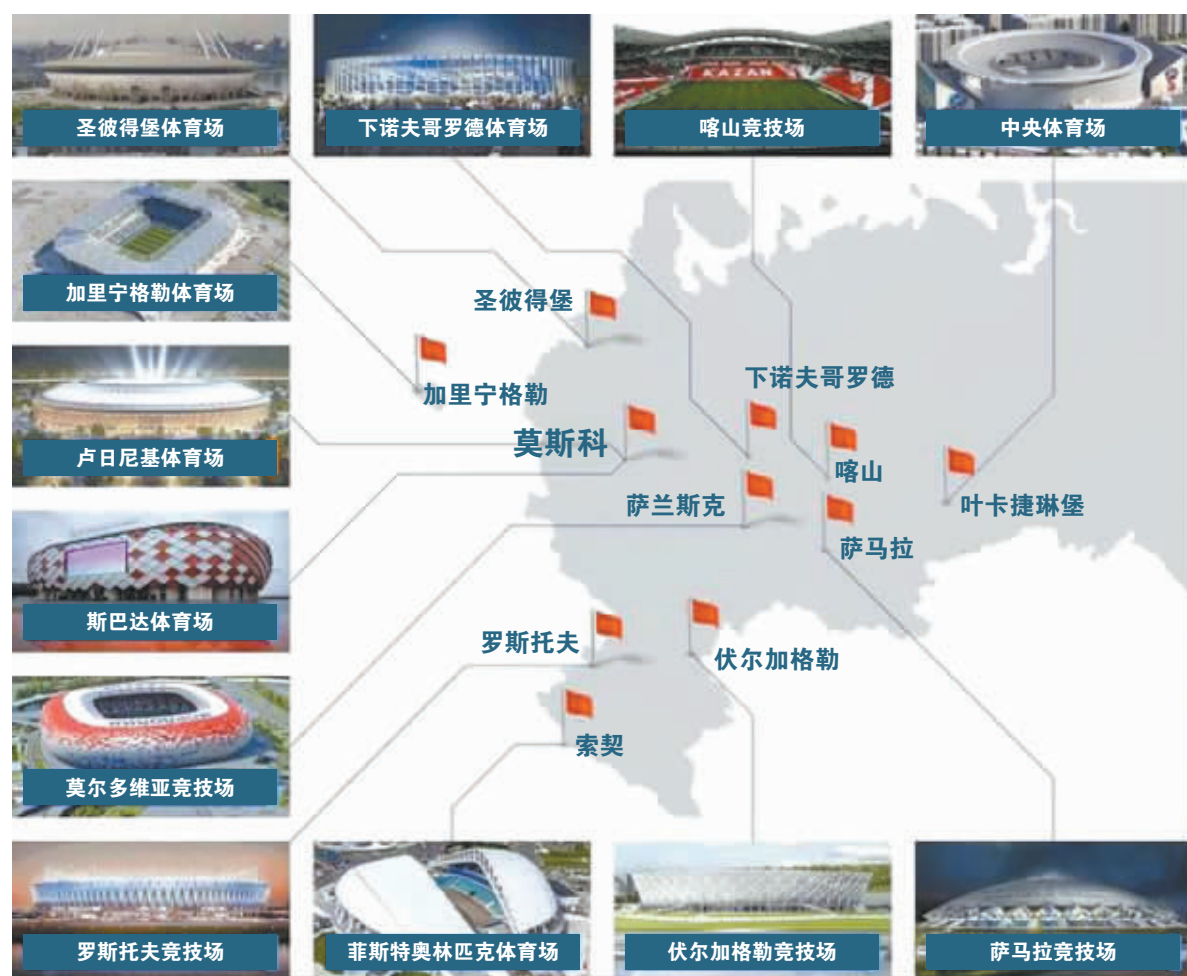 圣彼得堡体育场
下诺夫哥罗德体育场
KAZAN
喀山竞技场
中央体育场
加里宁格勒体育场
圣彼得堡
加里宁格勒
下诺夫哥罗德
莫斯科
卢日尼基体育场
喀山
萨兰斯克
叶卡捷琳堡
萨马拉
斯巴达体育场
罗斯托夫
伏尔加格勒
索契
莫尔多维亚竞技场
罗斯托夫竞技场
菲斯特奥林匹克体育场
伏尔加格勒竞技场
萨马拉竞技场